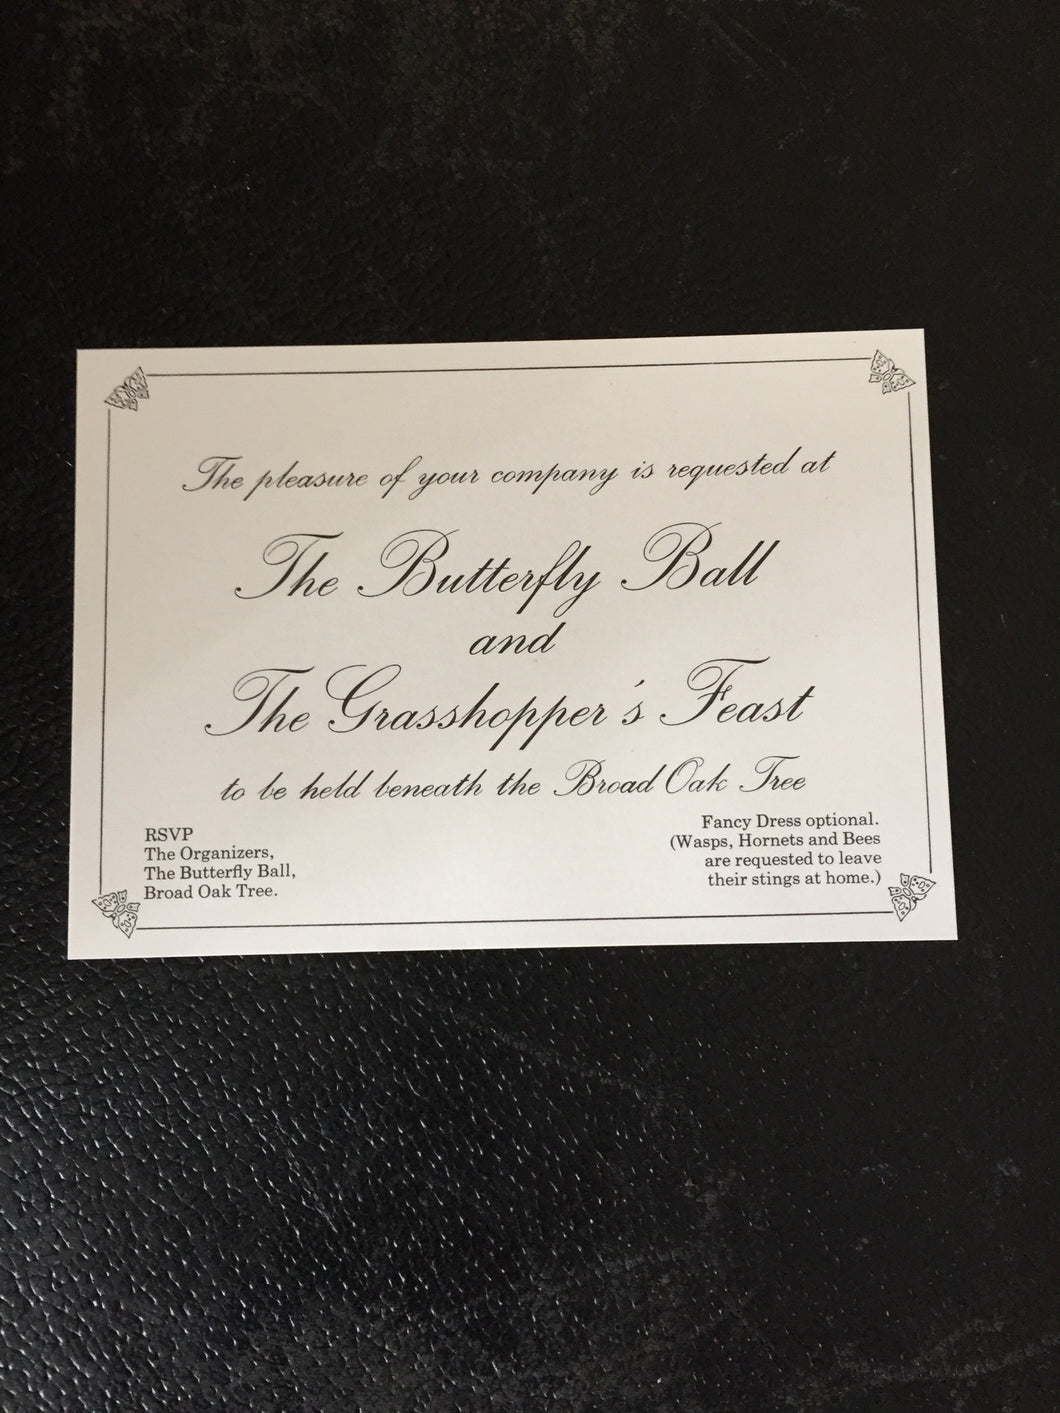 The pleasure of your company is requested at
The Butterfly Ball
and
The Grasshopper's Feast
to be held beneath the Broad Oak Tree
RSVP
The Organizers,
The Butterfly Ball,
Broad Oak Tree.
Fancy Dress optional.
(Wasps, Hornets and Bees
are requested to leave
their stings at home.)